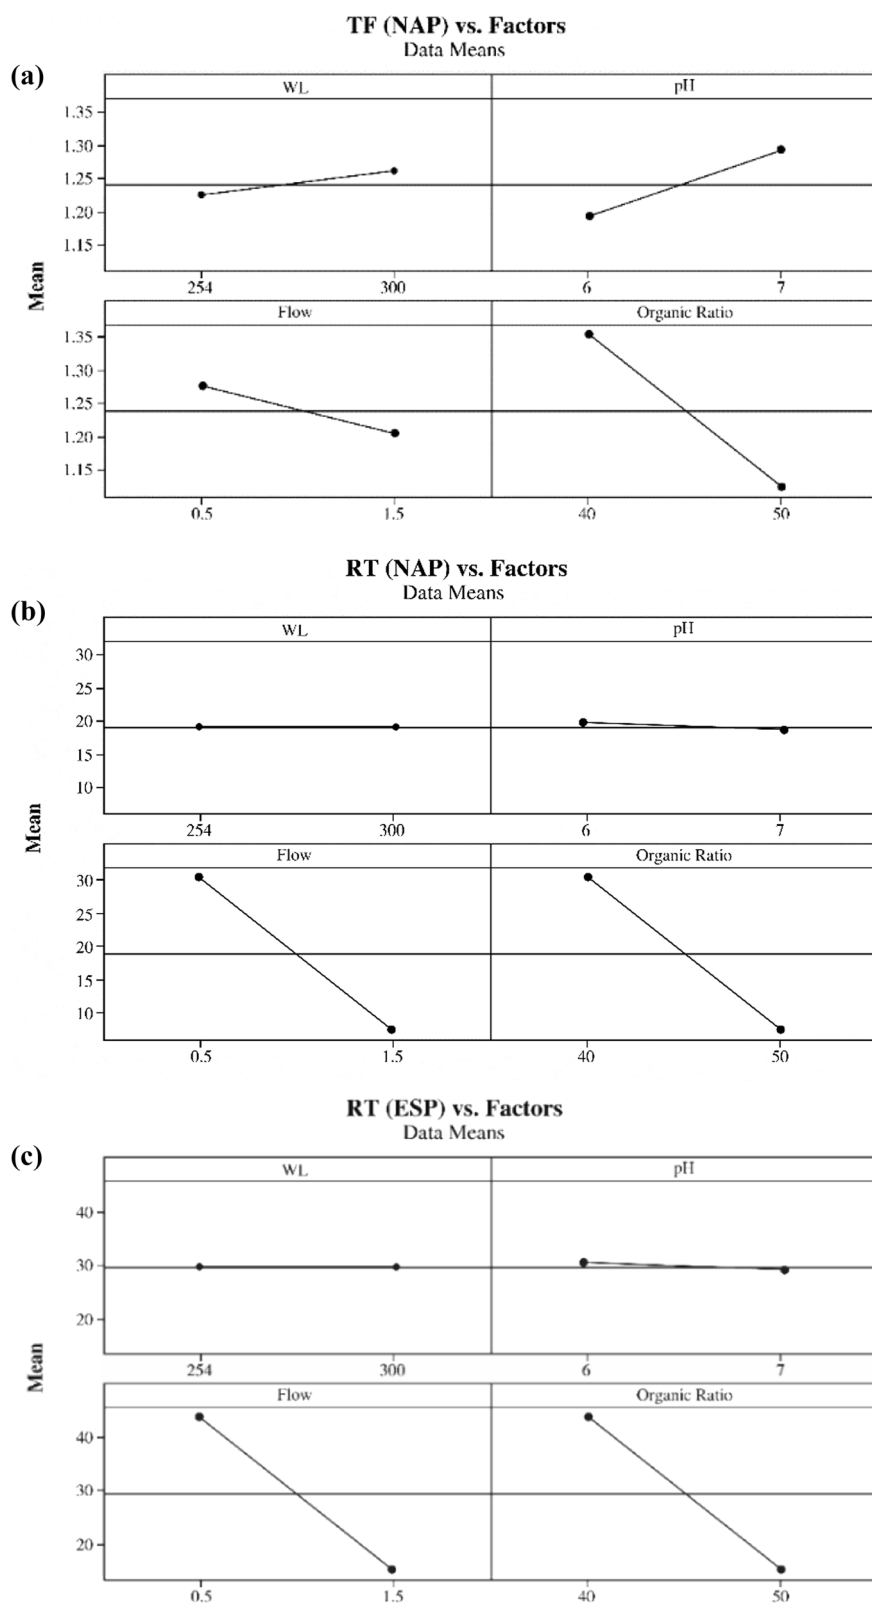 TF (NAP) vs. Factors
Data Means
(a)
WL
pH
1.35
1.30
1.25
1.20
1.15
Mean
254
300
6
7
Flow
Organic Ratio
1.35
1.30
1.25
1.20
1.15
0.5
1.5
40
50
RT (NAP) vs. Factors
Data Means
(b)
WL
pH
30
25
20
15
10
Mean
254
300
6
7
Flow
Organic Ratio
30
25
20
15
10
0.5
1.5
40
50
RT (ESP) vs. Factors
Data Means
(c)
WL
pH
40
30
20
Mean
254
300
6
7
Flow
Organic Ratio
40
30
20
0.5
1.5
40
50